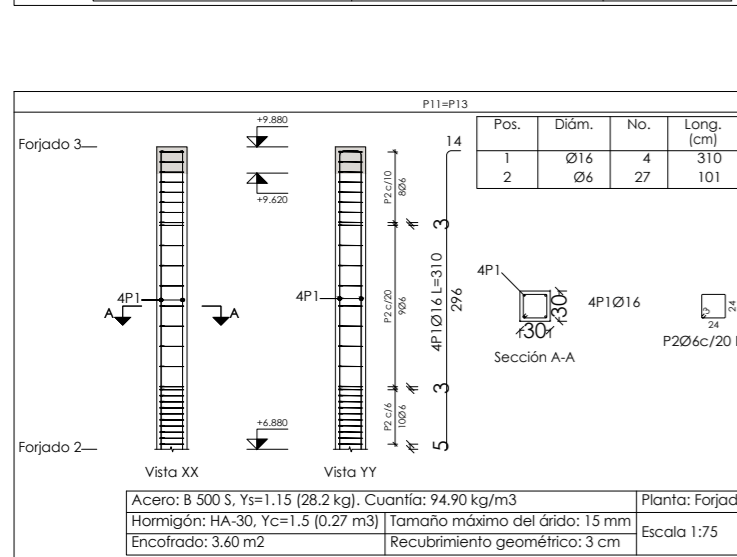 P11=P13
Forjado 3
+9.880
+9.620
14
Pos. Diám. No. Long. (cm)
1 Ø16 4 310
2 Ø6 27 101
P2 c/10
8Ø6
3
4P1
A A
4P1
P2 c/20
9Ø6
4P1Ø16 L=310
296
4P1
30
30
4P1Ø16
Sección A-A
24
24
P2Ø6c/20
3
P2 c/6
10Ø6
+6.880
5
Forjado 2
Vista XX
Vista YY
Acero: B 500 S, Ys=1.15 (28.2 kg). Cuantía: 94.90 kg/m3
Planta: Forjad
Hormigón: HA-30, Yc=1.5 (0.27 m3)
Tamaño máximo del árido: 15 mm
Escala 1:75
Encofrado: 3.60 m2
Recubrimiento geométrico: 3 cm